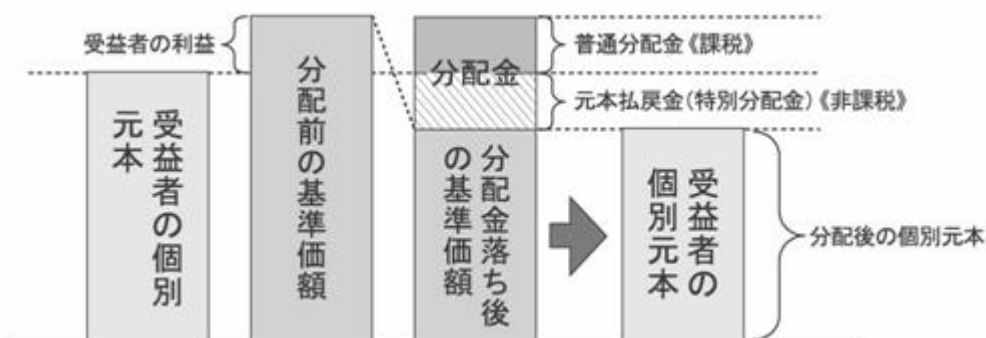 受益者の利益
受益者の個別
元本
分配前の基準価額
分配金
分配金落ち後
の基準価額
普通分配金《課税》
元本払戻金(特別分配金)《非課税》
受益者の
個別元本
分配後の個別元本